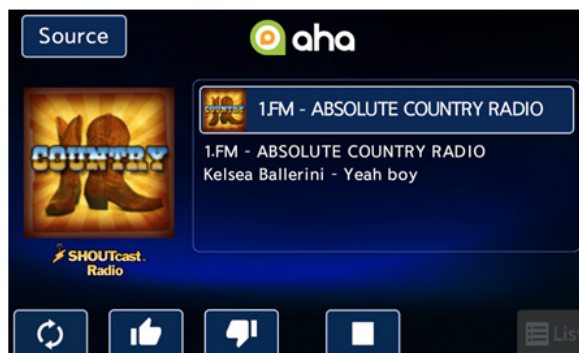 Source
aha
COUNTRY
1.FM - ABSOLUTE COUNTRY RADIO
1.FM - ABSOLUTE COUNTRY RADIO
Kelsea Ballerini - Yeah boy
SHOUTcast
Radio